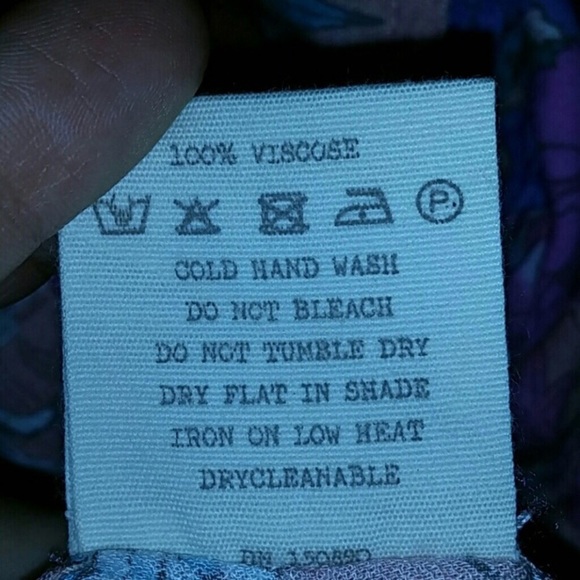 100% VISCOSE
P
COLD HAND WASH
DO NOT BLEACH
DO NOT TUMBLE DRY
DRY FLAT IN SHADE
IRON ON LOW HEAT
DRYCLEANABLE